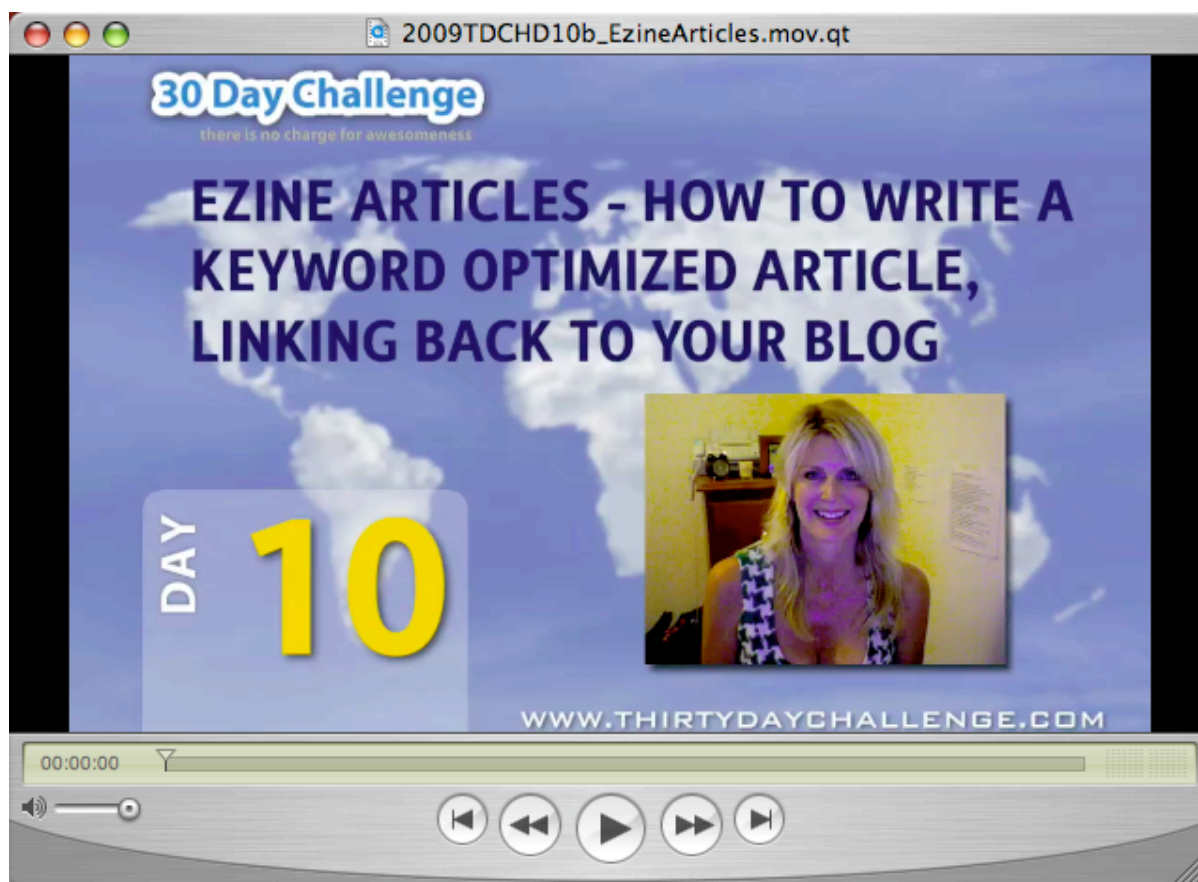 2009TDCHD10b_EzineArticles.mov.qt
30 Day Challenge
there is no charge for awesomeness
EZINE ARTICLES - HOW TO WRITE A
KEYWORD OPTIMIZED ARTICLE,
LINKING BACK TO YOUR BLOG
DAY
10
WWW.THIRTYDAYCHALLENGE.COM
00:00:00